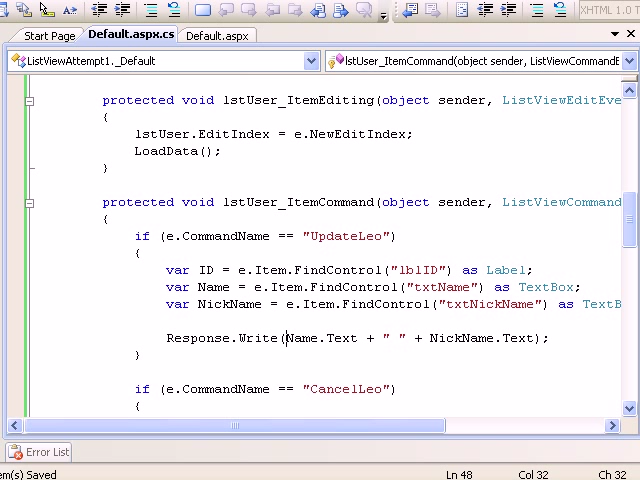 A.a
XHTML 1.0 T
Start Page Default.aspx.cs Default.aspx
ListViewAttempt1._Default lstUser_ItemCommand(object sender, ListViewCommandE
protected void lstUser_ItemEditing(object sender, ListViewEditEve
{
lstUser.EditIndex = e.NewEditIndex;
LoadData();
}
protected void lstUser_ItemCommand(object sender, ListViewCommand
{
if (e.CommandName == "UpdateLeo")
{
var ID = e.Item.FindControl("lblID") as Label;
var Name = e.Item.FindControl("txtName") as TextBox;
var NickName = e.Item.FindControl("txtNickName") as TextB
Response.Write(Name.Text + " " + NickName.Text);
}
if (e.CommandName == "CancelLeo")
{
Error List
em(s) Saved Ln 48 Col 32 Ch 32